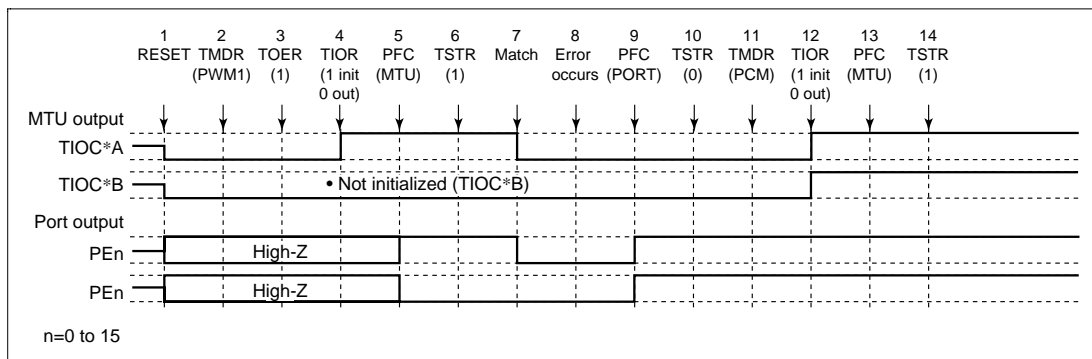 1 2 3 4 5 6 7 8 9 10 11 12 13 14
RESET TMDR TOER TIOR PFC TSTR Match Error PFC TSTR TMDR TIOR PFC TSTR
(PWM1) (1) (1 init (MTU) (1) occurs (PORT) (0) (PCM) (1 init (MTU) (1)
0 out) 0 out)
MTU output
TIOC*A
TIOC*B • Not initialized (TIOC*B)
Port output
PEn High-Z
PEn High-Z
n=0 to 15